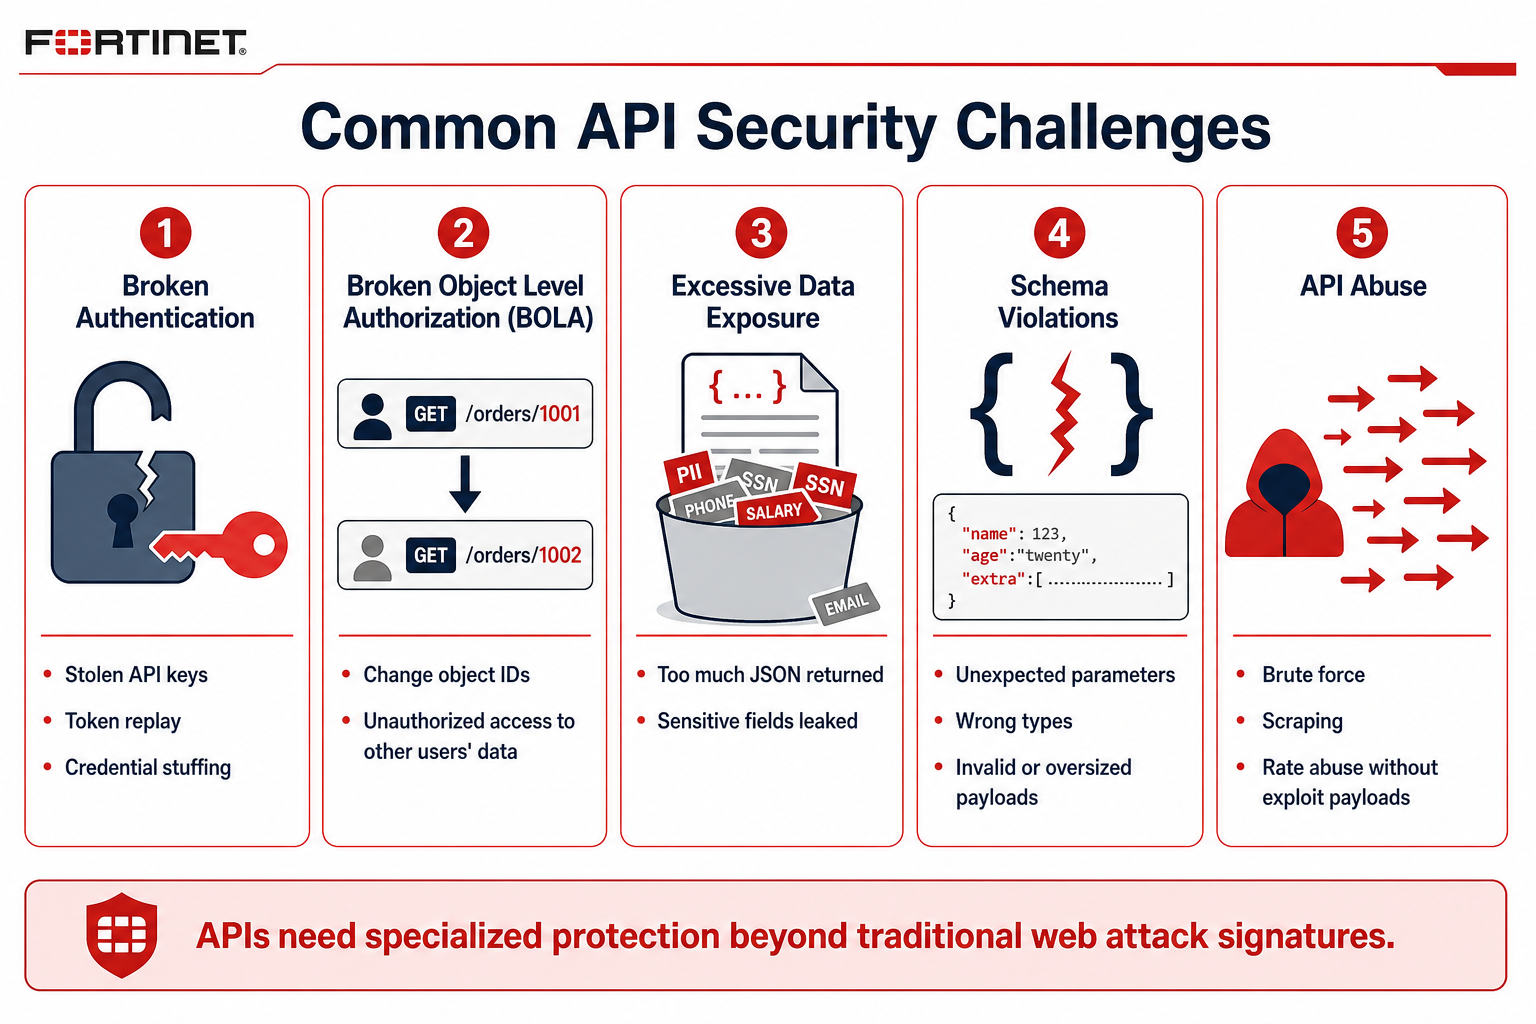 FORTINET®
Common API Security Challenges
1
Broken
Authentication
Stolen API keys
Token replay
Credential stuffing
2
Broken Object Level
Authorization (BOLA)
GET /orders/1001
GET /orders/1002
Change object IDs
Unauthorized access to
other users' data
3
Excessive Data
Exposure
{...}
PII
SSN
SSN
PHONE
SALARY
EMAIL
Too much JSON returned
Sensitive fields leaked
4
Schema
Violations
{ }
{
"name": 123,
"age":"twenty",
"extra":[ ..................... ]
}
Unexpected parameters
Wrong types
Invalid or oversized
payloads
5
API Abuse
Brute force
Scraping
Rate abuse without
exploit payloads
APIs need specialized protection beyond traditional web attack signatures.